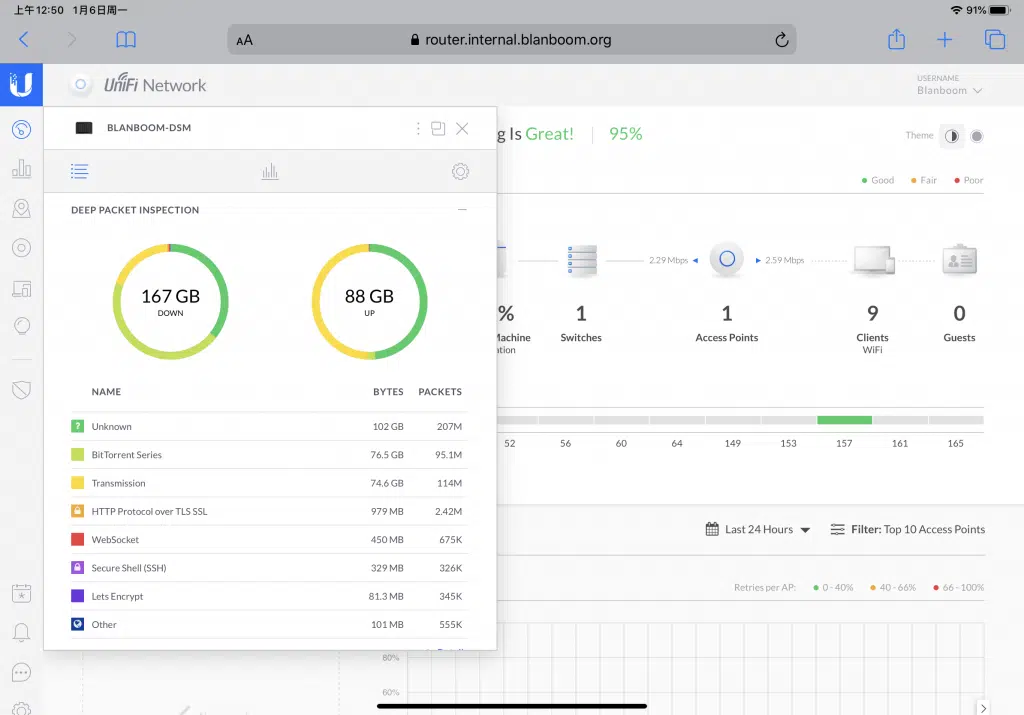 上午12:50 1月6日周一
91%
AA router.internal.blanboom.org
UniFi Network
USERNAME
Blanboom
BLANBOOM-DSM
g Is Great! 95%
Theme
Good Fair Poor
DEEP PACKET INSPECTION
167 GB
DOWN
88 GB
UP
2.29 Mbps 2.59 Mbps
% 1 1 9 0
Machine Switches Access Points Clients Guests
WiFi
NAME BYTES PACKETS
Unknown 102 GB 207M
BitTorrent Series 76.5 GB 95.1M
Transmission 74.6 GB 114M
HTTP Protocol over TLS SSL 979 MB 2.42M
WebSocket 450 MB 675K
Secure Shell (SSH) 329 MB 326K
Lets Encrypt 81.3 MB 345K
Other 101 MB 555K
52 56 60 64 149 153 157 161 165
Last 24 Hours Filter: Top 10 Access Points
Retries per AP: 0 - 40% 40 - 66% 66 - 100%
80%
60%